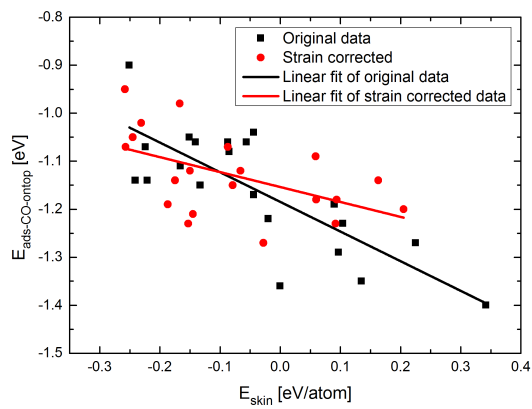 Original data
Strain corrected
Linear fit of original data
Linear fit of strain corrected data
-0.8
-0.9
-1.0
-1.1
-1.2
-1.3
-1.4
-1.5
E_ads-CO-ontop [eV]
-0.3 -0.2 -0.1 0.0 0.1 0.2 0.3 0.4
E_skin [eV/atom]